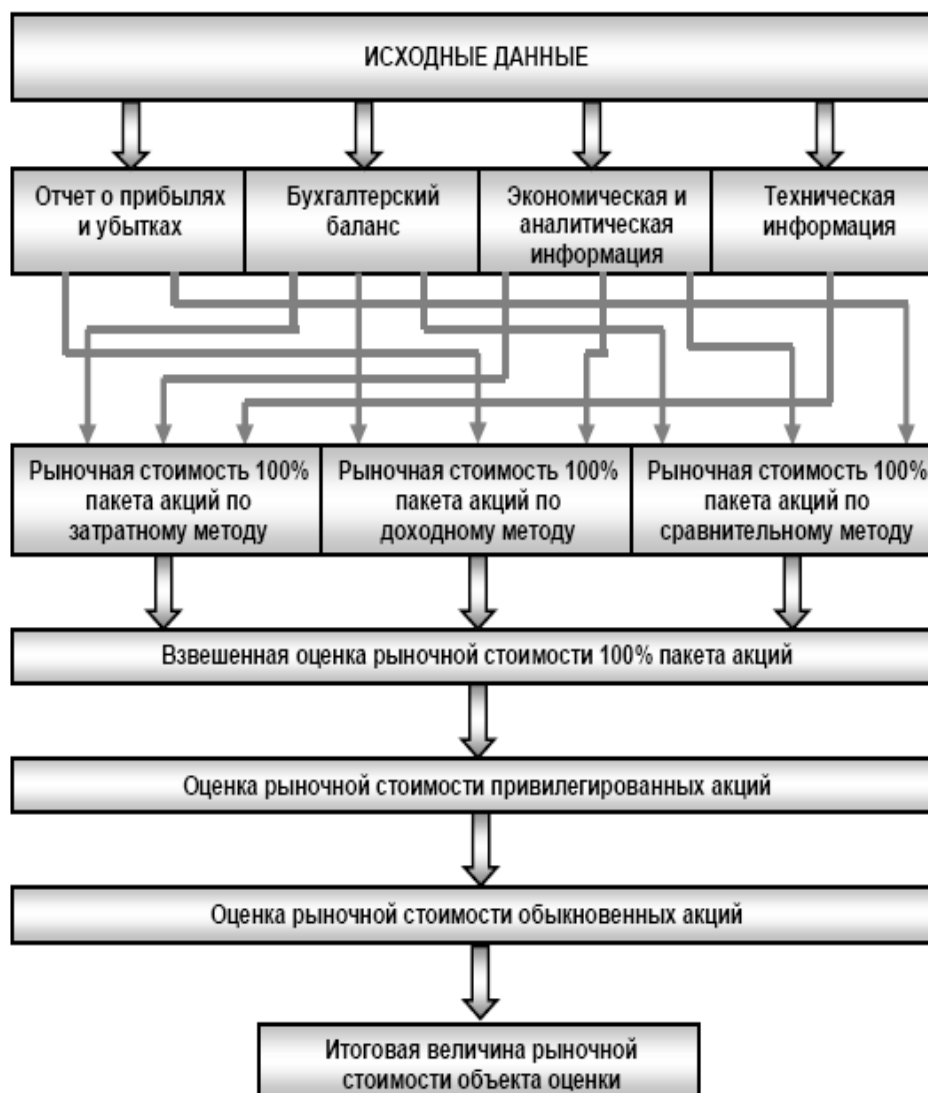 ИСХОДНЫЕ ДАННЫЕ
Отчет о прибылях
и убытках
Бухгалтерский
баланс
Экономическая и
аналитическая
информация
Техническая
информация
Рыночная стоимость 100%
пакета акций по
затратному методу
Рыночная стоимость 100%
пакета акций по
доходному методу
Рыночная стоимость 100%
пакета акций по
сравнительному методу
Взвешенная оценка рыночной стоимости 100% пакета акций
Оценка рыночной стоимости привилегированных акций
Оценка рыночной стоимости обыкновенных акций
Итоговая величина рыночной
стоимости объекта оценки